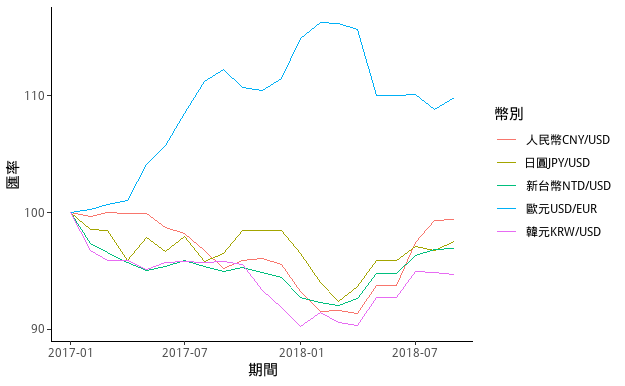 110
100
90
匯率
2017-01
2017-07
2018-01
2018-07
期間
幣別
人民幣CNY/USD
日圓JPY/USD
新台幣NTD/USD
歐元USD/EUR
韓元KRW/USD